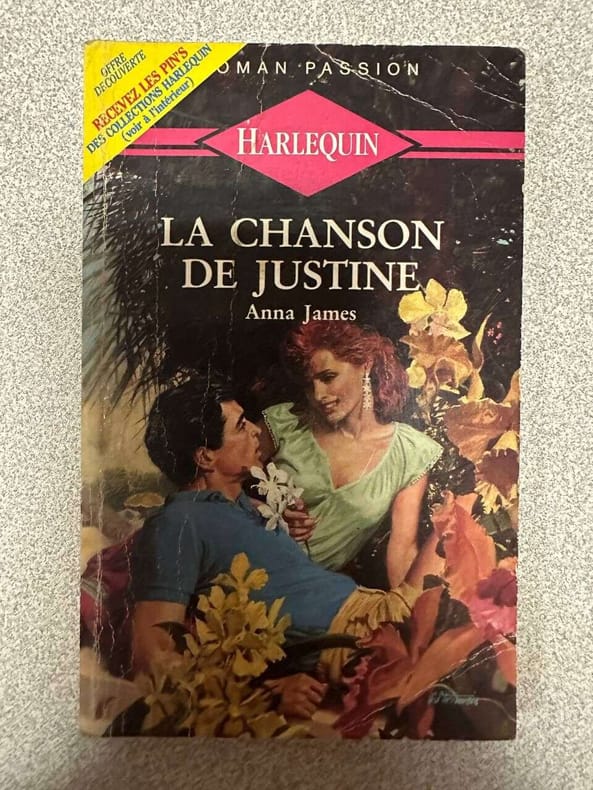 OFFRE
DÉCOUVERTE
RECEVEZ LES PIN'S
DES COLLECTIONS HARLEQUIN
(voir à l'intérieur)
OMAN PASSION
HARLEQUIN
LA CHANSON
DE JUSTINE
Anna James